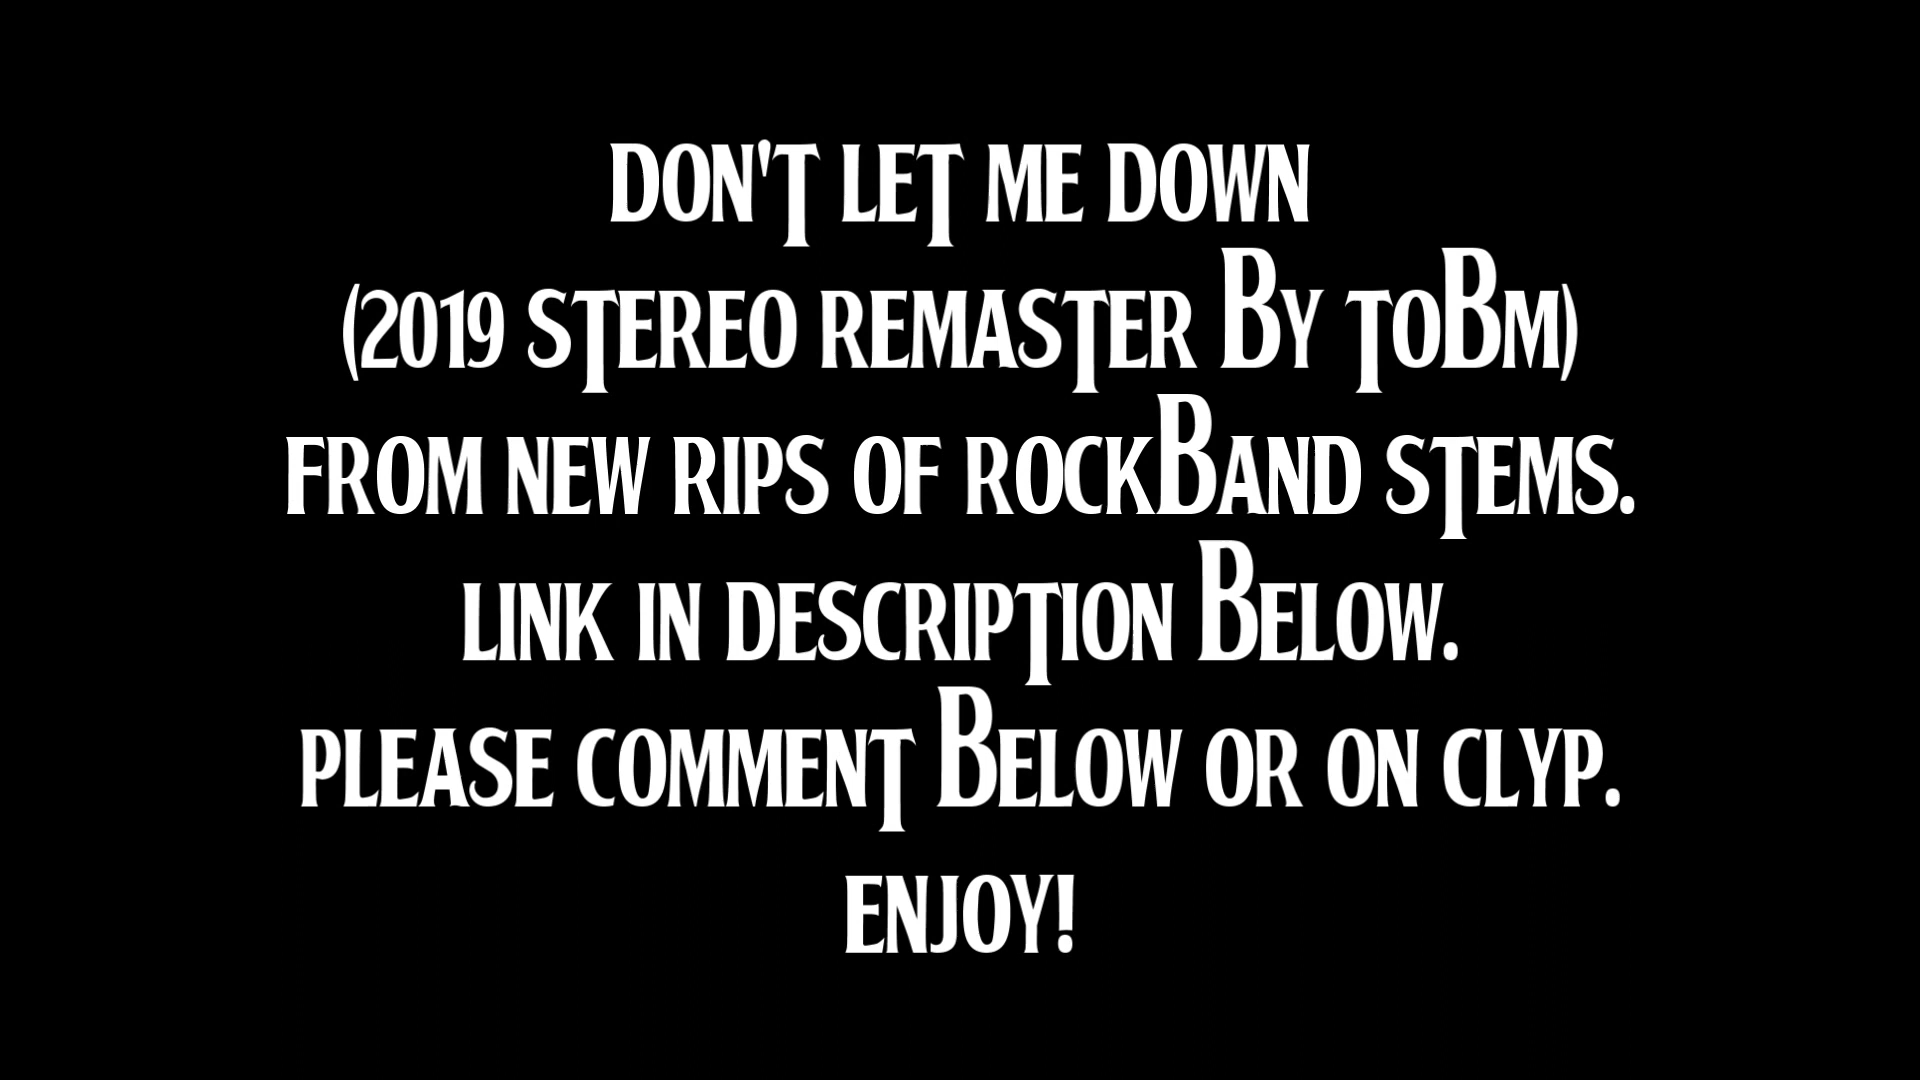 DON'T LET ME DOWN
(2019 STEREO REMASTER BY TOBM)
FROM NEW RIPS OF ROCKBAND STEMS.
LINK IN DESCRIPTION BELOW.
PLEASE COMMENT BELOW OR ON CLYP.
ENJOY!